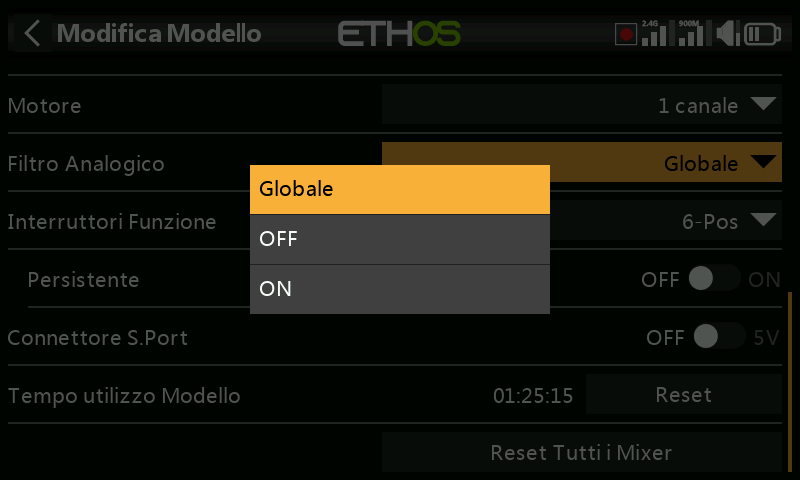 Modifica Modello ETHOS 2.4G 900M
Motore 1 canale
Filtro Analogico Globale
Globale
Interruttori Funzione 6-Pos
OFF
Persistente OFF ON
ON
Connettore S.Port OFF 5V
Tempo utilizzo Modello 01:25:15 Reset
Reset Tutti i Mixer